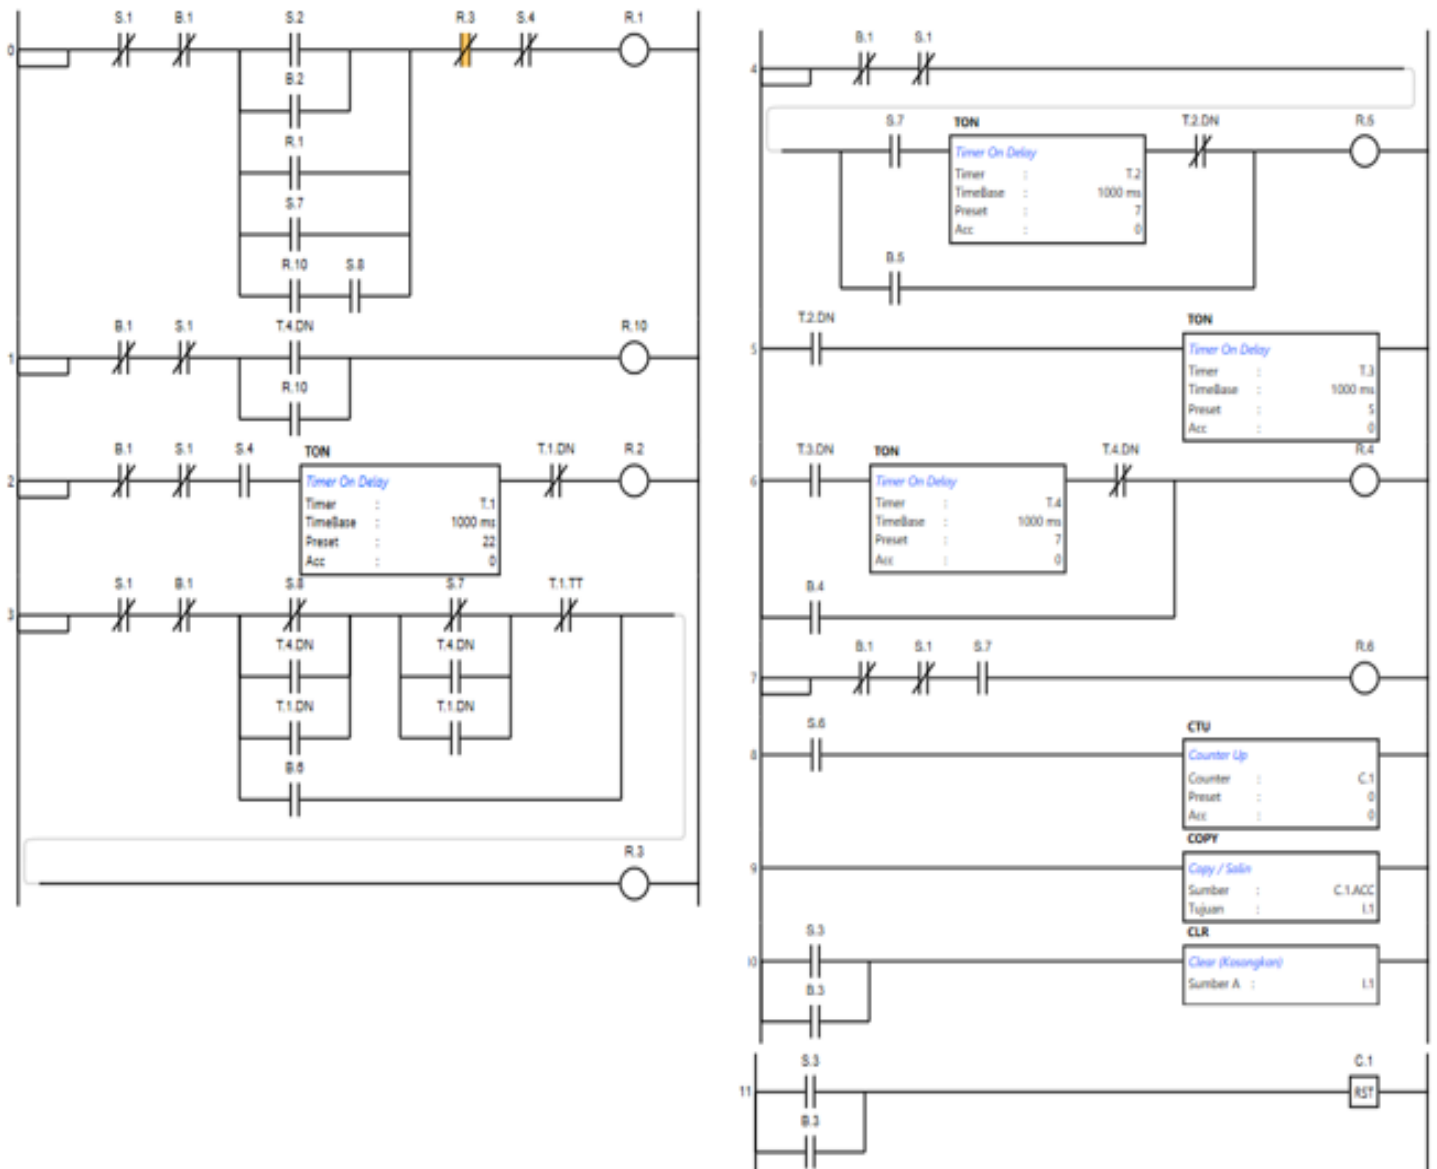 S.1 B.1 S.2 R.3 S.4 R.1
0
B.2
R.1
S.7
R.10 S.8
B.1 S.1 T.4.DN R.10
1
R.10
B.1 S.1 S.4 TON T.1.DN R.2
2
Timer On Delay
Timer : T.1
TimeBase : 1000 ms
Preset : 22
Acc : 0
S.1 B.1 S.8 S.7 T.1.TT
3
T.4.DN T.4.DN
T.1.DN T.1.DN
B.6
R.3
B.1 S.1
4
S.7 TON T.2.DN R.5
Timer On Delay
Timer : T.2
TimeBase : 1000 ms
Preset : 7
Acc : 0
B.5
T.2.DN TON
5
Timer On Delay
Timer : T.3
TimeBase : 1000 ms
Preset : 5
Acc : 0
T.3.DN TON T.4.DN R.4
6
Timer On Delay
Timer : T.4
TimeBase : 1000 ms
Preset : 7
Acc : 0
B.4
B.1 S.1 S.7 R.6
7
S.6 CTU
8
Counter Up
Counter : C.1
Preset : 0
Acc : 0
COPY
9
Copy / Salin
Sumber : C.1.ACC
Tujuan : I.1
S.3 CLR
10
Clear (Kosongkan)
Sumber A : I.1
B.3
S.3 C.1
11 RST
B.3